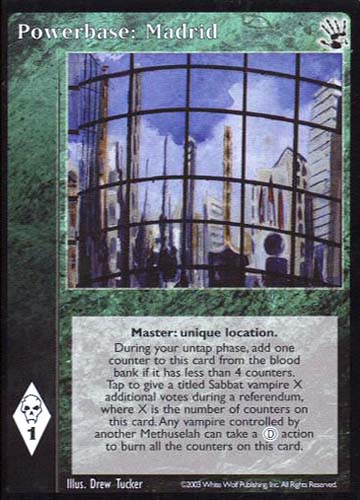 Powerbase: Madrid
Master: unique location.
During your untap phase, add one
counter to this card from the blood
bank if it has less than 4 counters.
Tap to give a titled Sabbat vampire X
additional votes during a referendum,
where X is the number of counters on
this card. Any vampire controlled by
another Methuselah can take a Ⓓ action
to burn all the counters on this card.
1
Illus. Drew Tucker
©2003 White Wolf Publishing, Inc. All Rights Reserved.